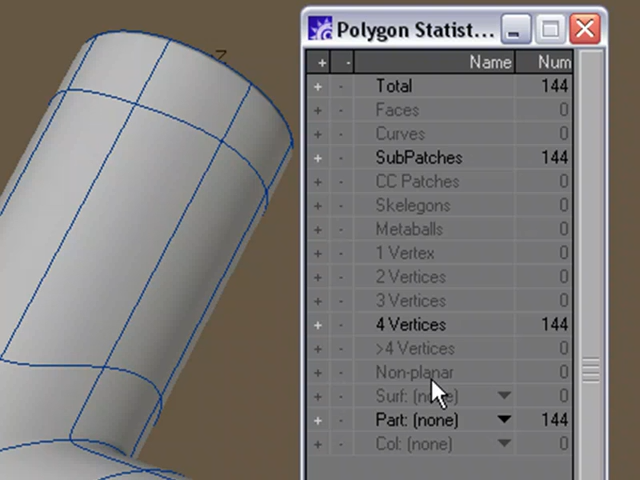 Polygon Statist...
+ - Name Num
+ - Total 144
+ - Faces 0
+ - Curves 0
+ - SubPatches 144
+ - CC Patches 0
+ - Skelegons 0
+ - Metaballs 0
+ - 1 Vertex 0
+ - 2 Vertices 0
+ - 3 Vertices 0
+ - 4 Vertices 144
+ - >4 Vertices 0
+ - Non-planar 0
+ - Surf: (none) 0
+ - Part: (none) 144
+ - Col: (none) 0
Z